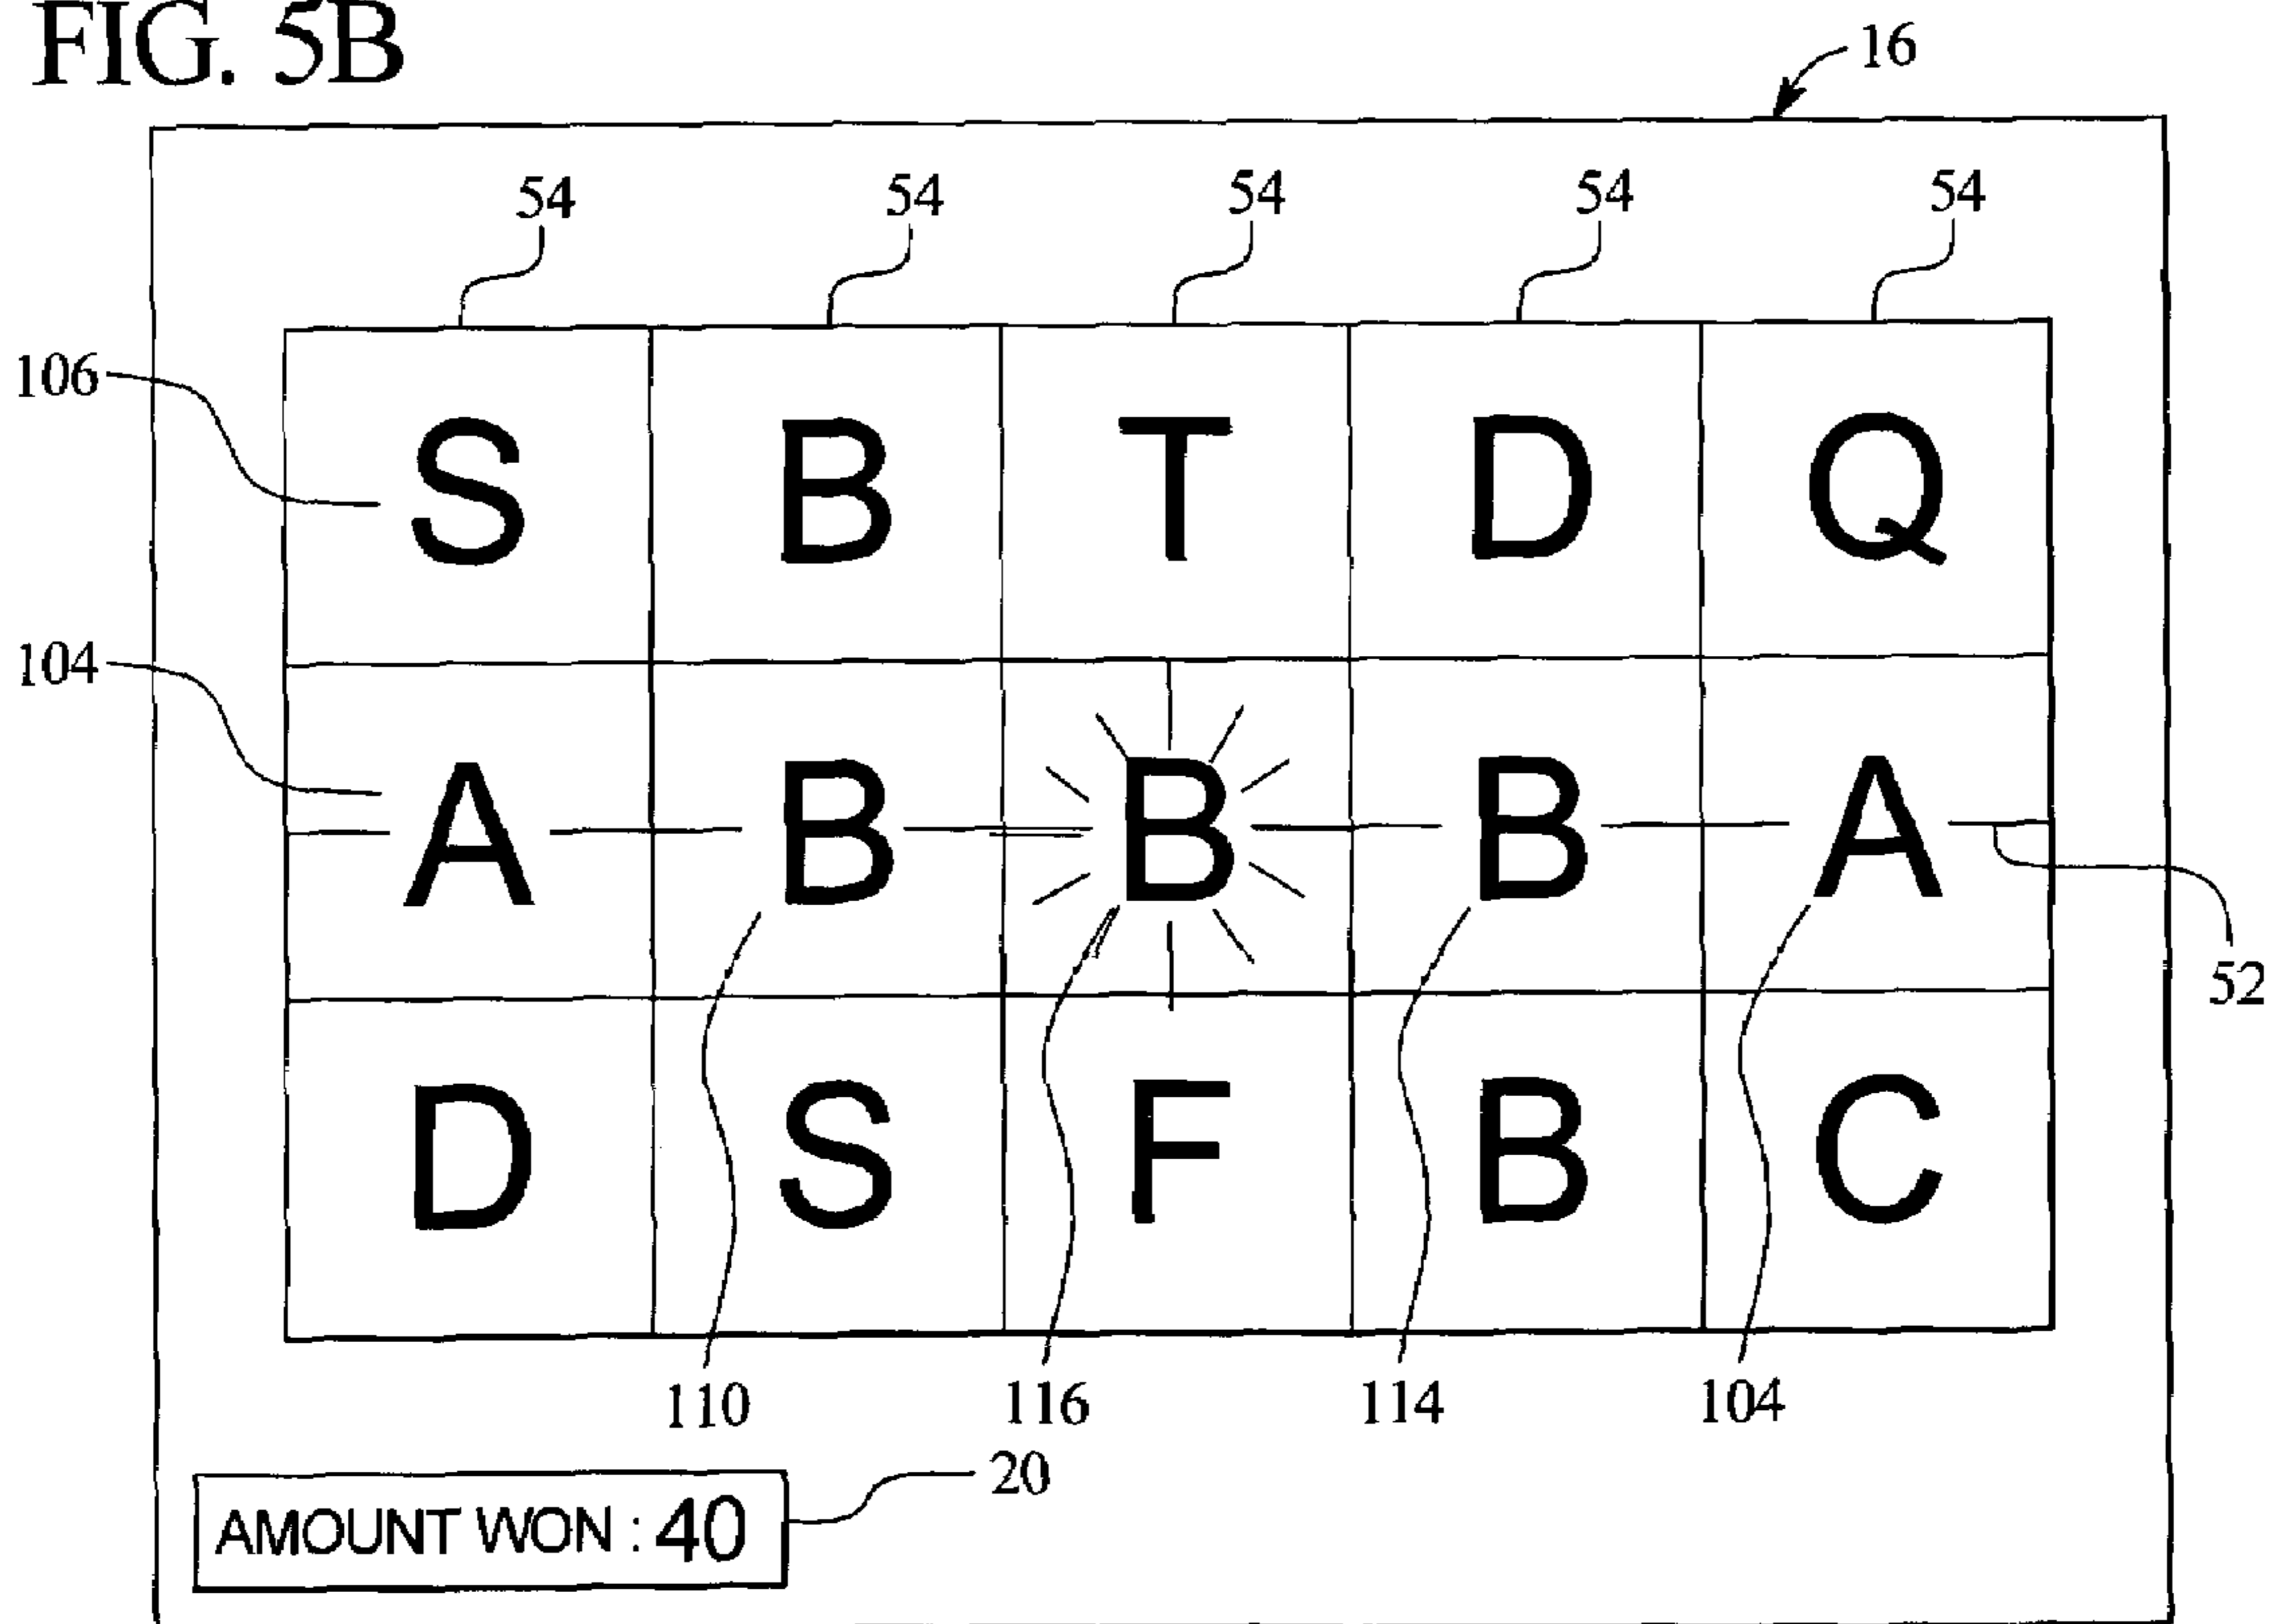 FIG. 5B
16
54 54 54 54 54
106
S B T D Q
104
A B B B A
52
D S F B C
110 116 114 104
20
AMOUNT WON : 40